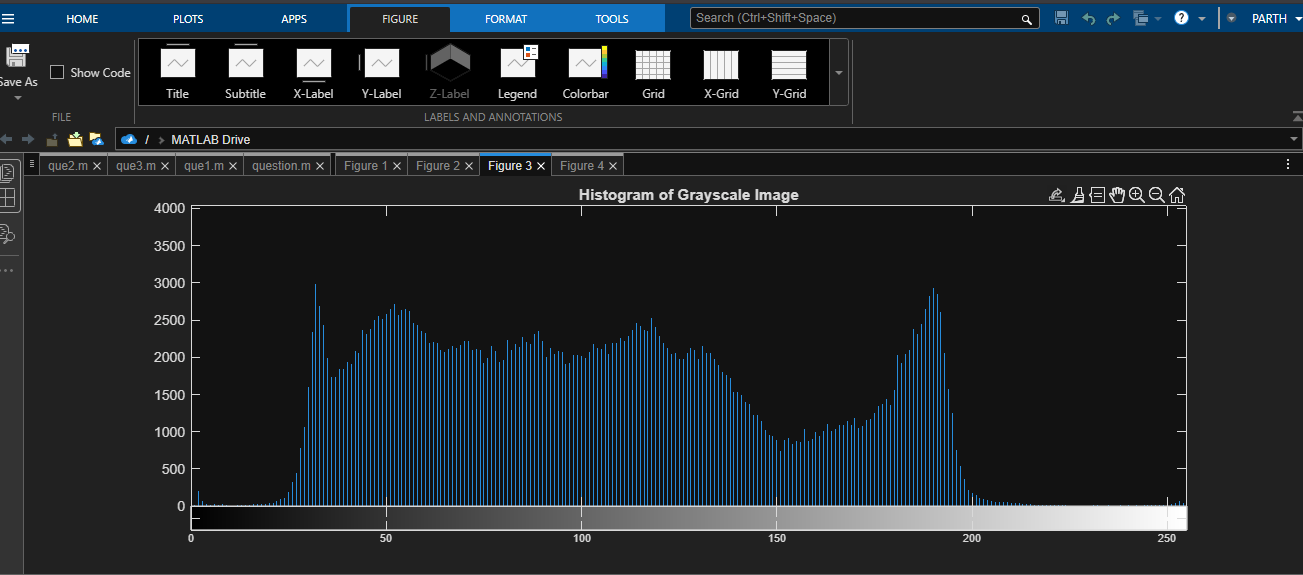 HOME PLOTS APPS FIGURE FORMAT TOOLS Search (Ctrl+Shift+Space) ? PARTH
Save As Show Code Title Subtitle X-Label Y-Label Z-Label Legend Colorbar Grid X-Grid Y-Grid
FILE LABELS AND ANNOTATIONS
/ MATLAB Drive
que2.m que3.m que1.m question.m Figure 1 Figure 2 Figure 3 Figure 4
Histogram of Grayscale Image
4000
3500
3000
2500
2000
1500
1000
500
0
0 50 100 150 200 250